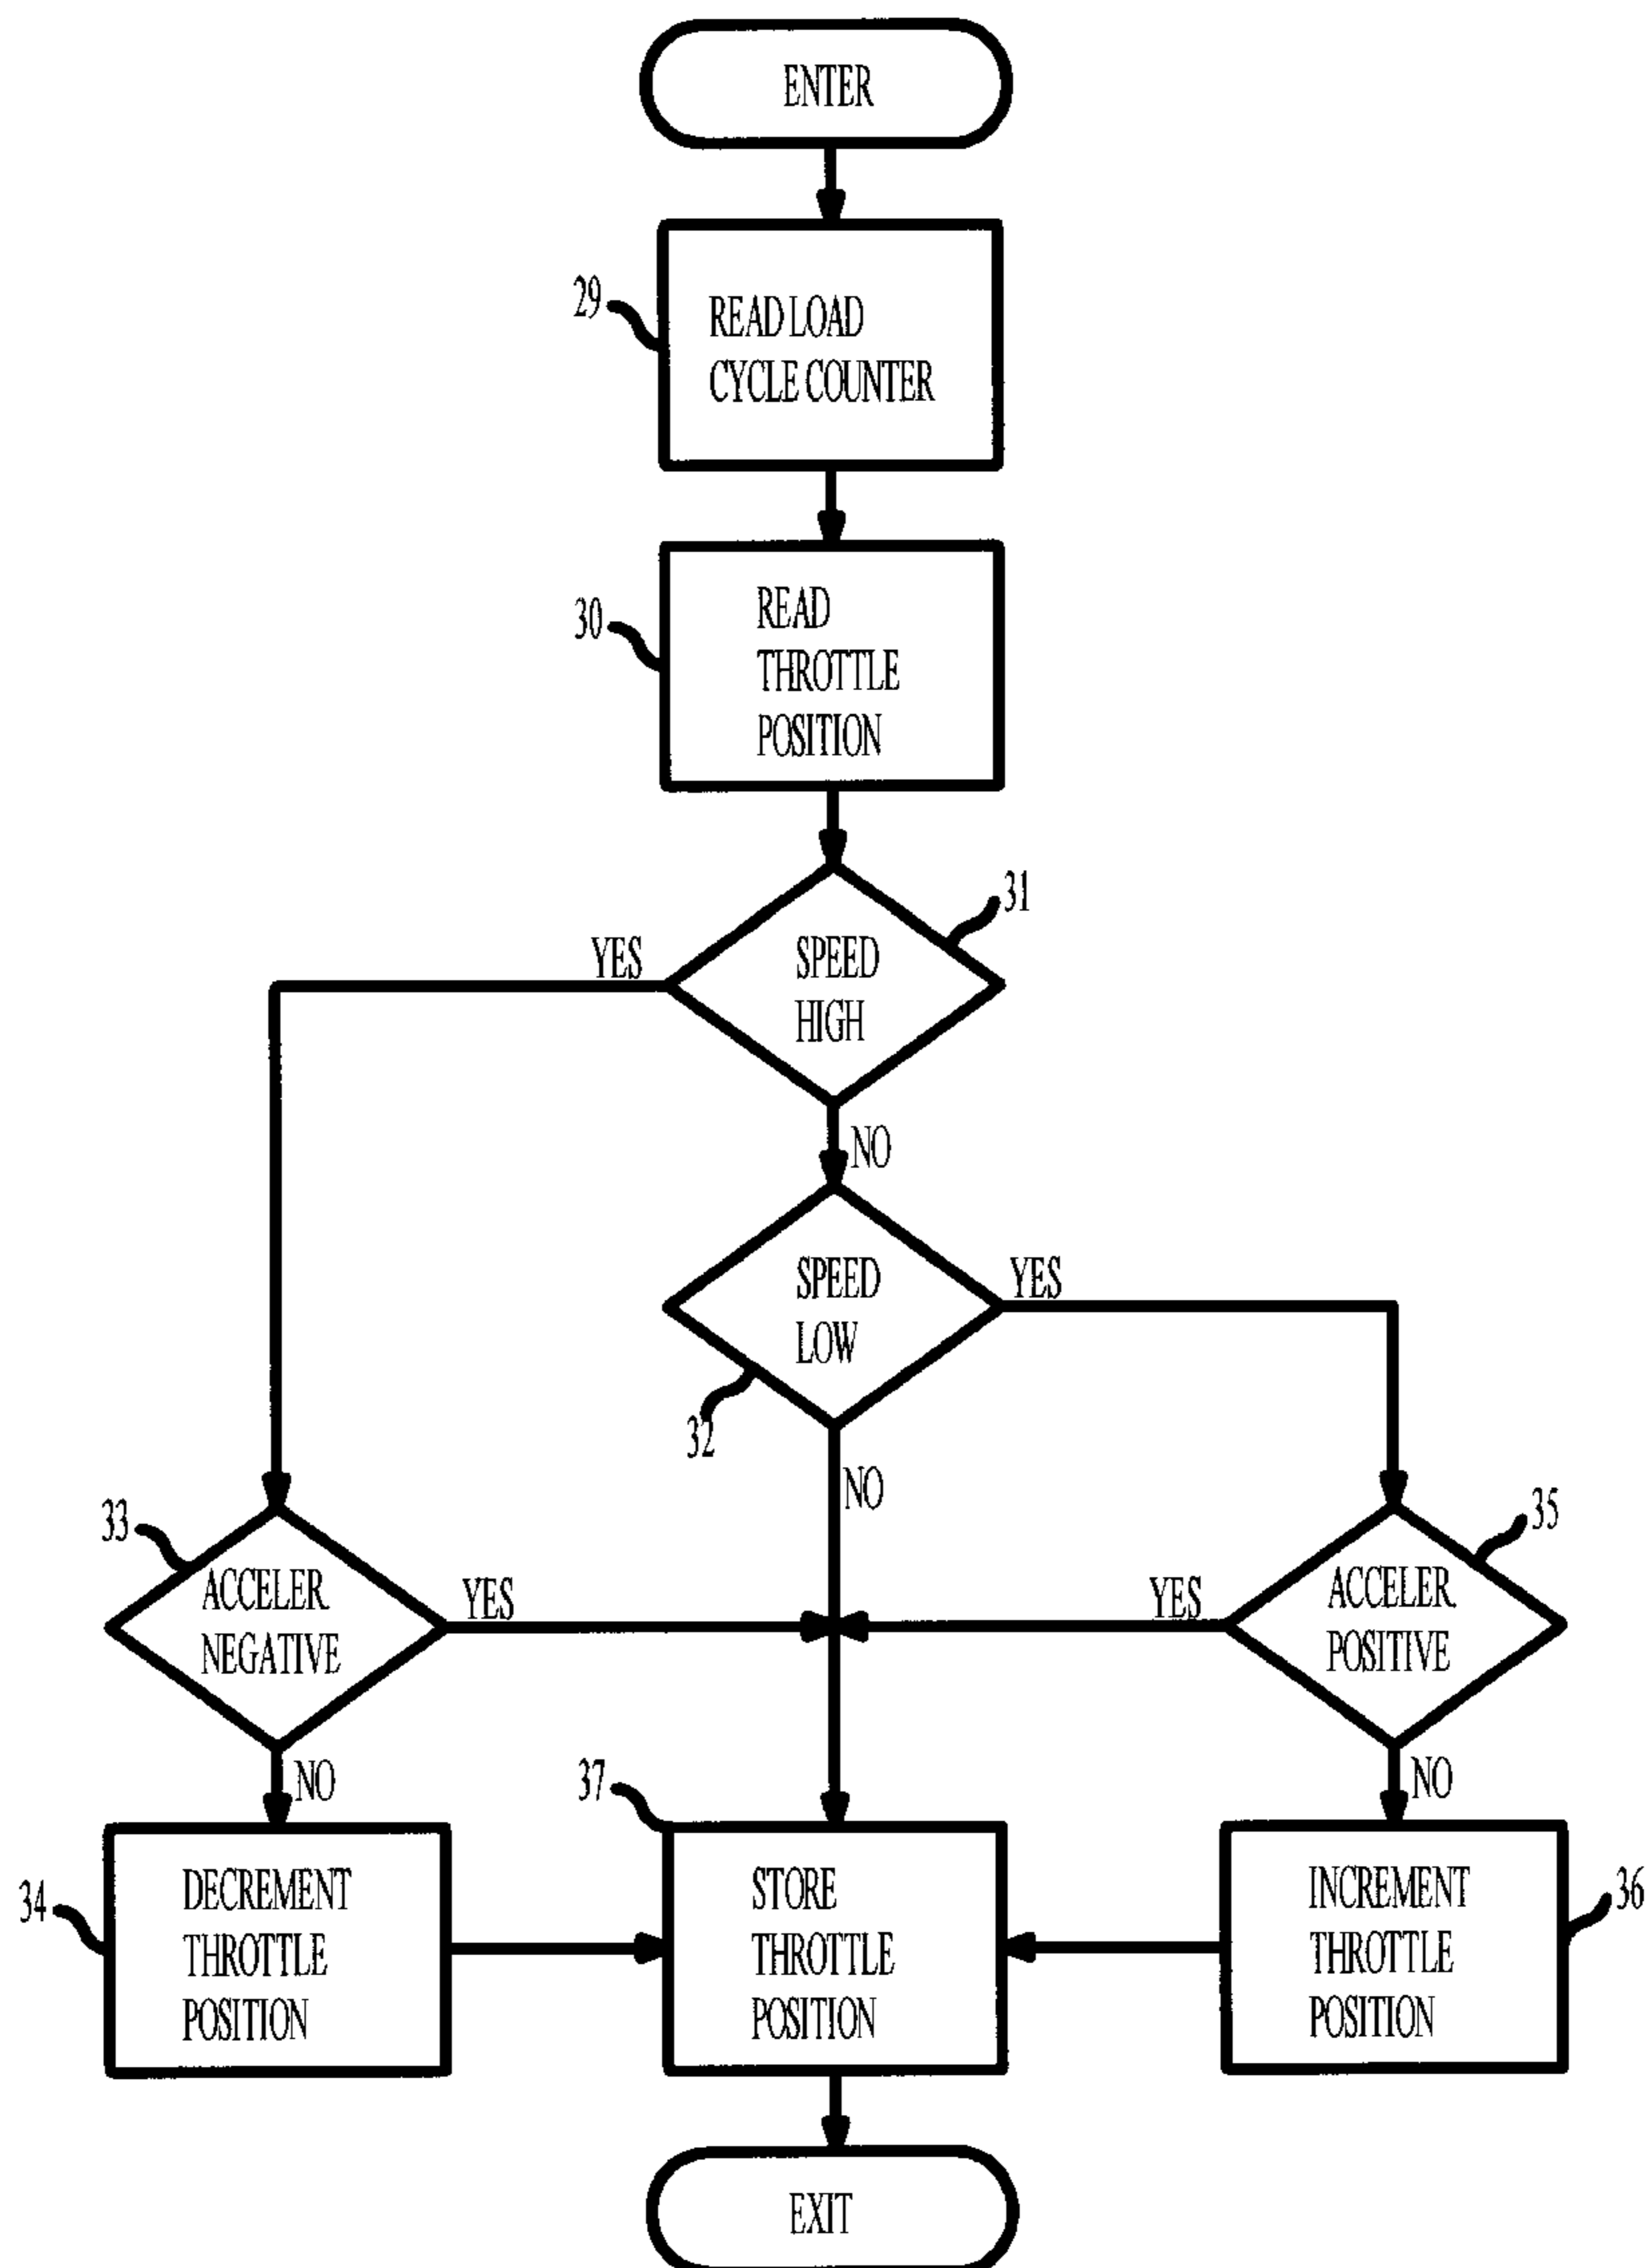 ENTER
29
READ LOAD
CYCLE COUNTER
30
READ
THROTTLE
POSITION
31
YES
SPEED
HIGH
NO
SPEED
LOW
YES
32
NO
33
ACCELER.
NEGATIVE
YES
YES
35
ACCELER.
POSITIVE
NO
NO
37
34
DECREMENT
THROTTLE
POSITION
STORE
THROTTLE
POSITION
INCREMENT
THROTTLE
POSITION
36
EXIT